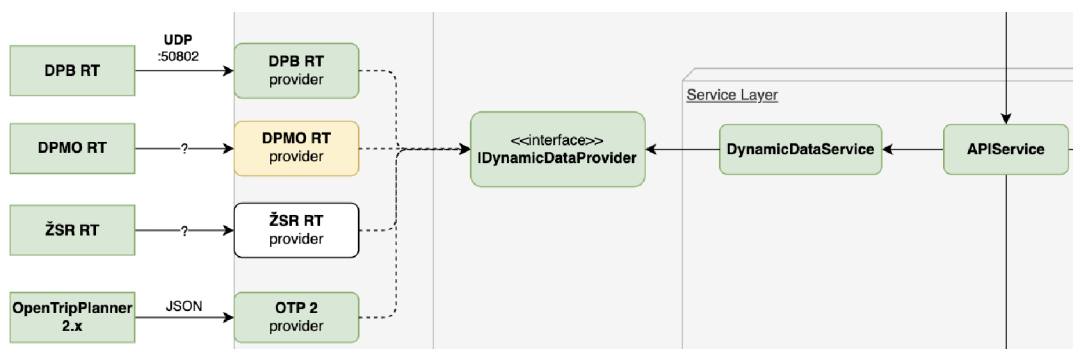 UDP
:50802
DPB RT
DPB RT
provider
Service Layer
DPMO RT
?
DPMO RT
provider
<<interface>>
IDynamicDataProvider
DynamicDataService
APIService
ŽSR RT
?
ŽSR RT
provider
OpenTripPlanner
2.x
JSON
OTP 2
provider